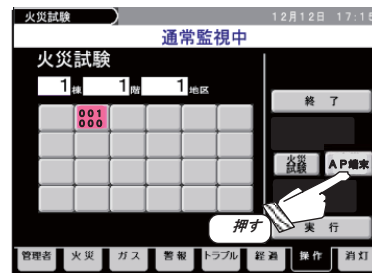 火災試験 12月12日 17:15
通常監視中
火災試験
1棟 1階 1地区
001
000
終了
火災
試験
AP端末
押す
実行
管理者 火災 ガス 警報 トラブル 経過 操作 消灯